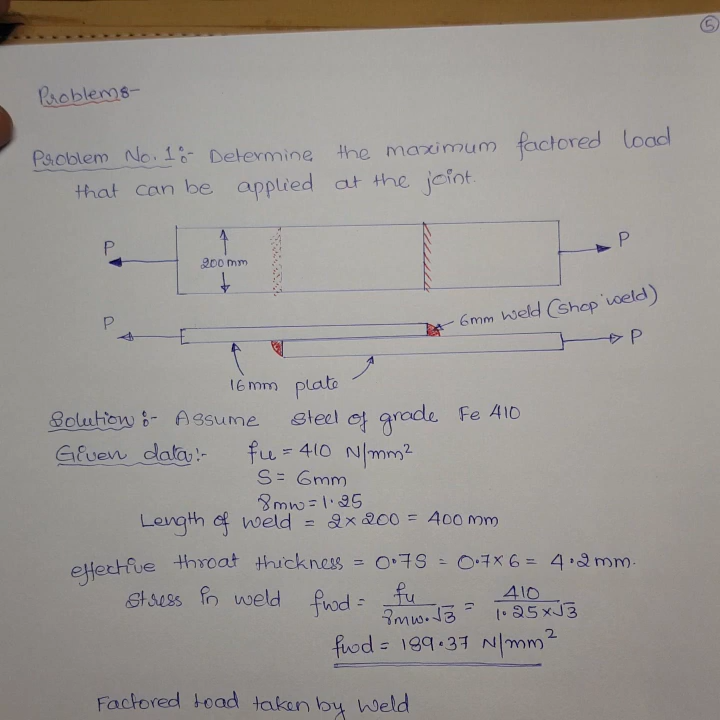 5
Problems-
Problem No. 1:- Determine the maximum factored load
that can be applied at the joint.
P
200mm
P
P
6mm weld (shop weld)
P
16mm plate
Solution:- Assume steel of grade Fe 410
Given data:- fu = 410 N/mm²
S = 6mm
γmw = 1.25
Length of weld = 2×200 = 400 mm
effective throat thickness = 0.7S = 0.7×6 = 4.2mm.
Stress in weld fwd = fu/γmw.√3 = 410/1.25×√3
fwd = 189.37 N/mm²
Factored load taken by weld